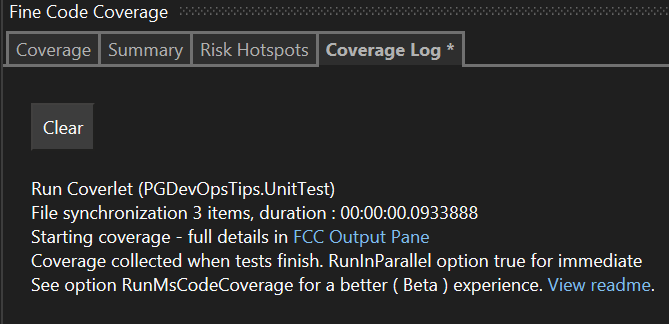 Fine Code Coverage
Coverage Summary Risk Hotspots Coverage Log *
Clear
Run Coverlet (PGDevOpsTips.UnitTest)
File synchronization 3 items, duration : 00:00:00.0933888
Starting coverage - full details in FCC Output Pane
Coverage collected when tests finish. RunInParallel option true for immediate
See option RunMsCodeCoverage for a better ( Beta ) experience. View readme.